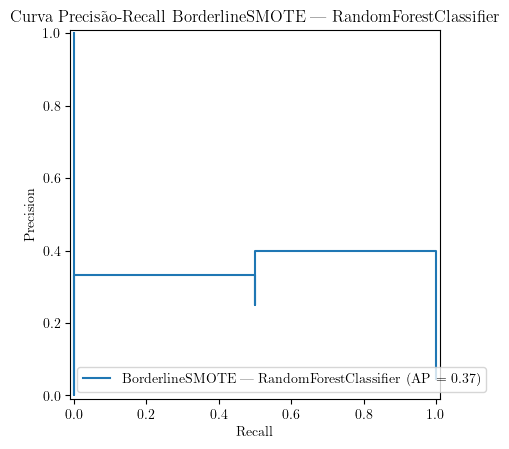 Curva Precisão-Recall BorderlineSMOTE — RandomForestClassifier
1.0
0.8
0.6
0.4
0.2
0.0
Precision
BorderlineSMOTE — RandomForestClassifier (AP = 0.37)
0.0 0.2 0.4 0.6 0.8 1.0
Recall